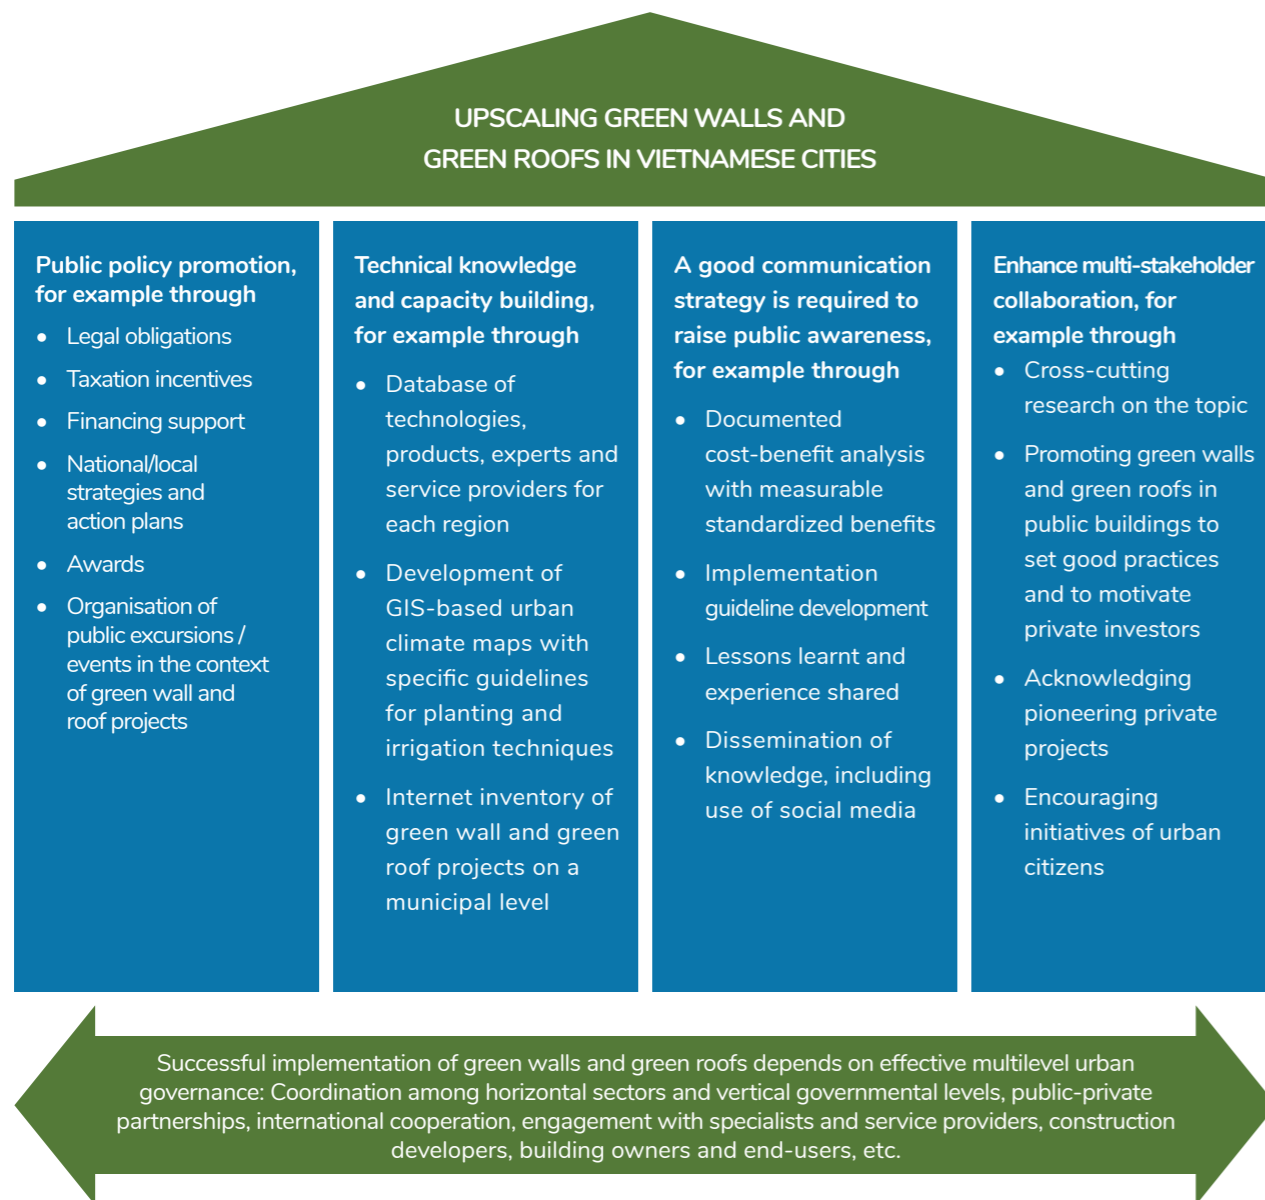 UPSCALING GREEN WALLS AND
GREEN ROOFS IN VIETNAMESE CITIES
Public policy promotion,
for example through
• Legal obligations
• Taxation incentives
• Financing support
• National/local
strategies and
action plans
• Awards
• Organisation of
public excursions /
events in the context
of green wall and
roof projects
Technical knowledge
and capacity building,
for example through
• Database of
technologies,
products, experts and
service providers for
each region
• Development of
GIS-based urban
climate maps with
specific guidelines
for planting and
irrigation techniques
• Internet inventory of
green wall and green
roof projects on a
municipal level
A good communication
strategy is required to
raise public awareness,
for example through
• Documented
cost-benefit analysis
with measurable
standardized benefits
• Implementation
guideline development
• Lessons learnt and
experience shared
• Dissemination of
knowledge, including
use of social media
Enhance multi-stakeholder
collaboration, for
example through
• Cross-cutting
research on the topic
• Promoting green walls
and green roofs in
public buildings to
set good practices
and to motivate
private investors
• Acknowledging
pioneering private
projects
• Encouraging
initiatives of urban
citizens
Successful implementation of green walls and green roofs depends on effective multilevel urban
governance: Coordination among horizontal sectors and vertical governmental levels, public-private
partnerships, international cooperation, engagement with specialists and service providers, construction
developers, building owners and end-users, etc.